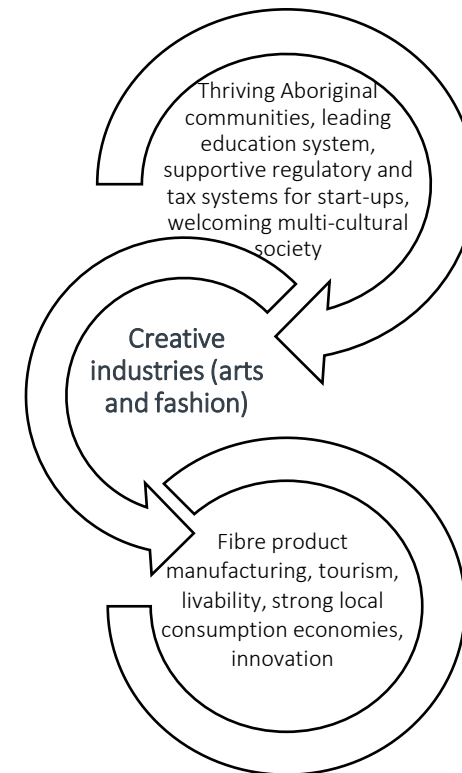 Thriving Aboriginal
communities, leading
education system,
supportive regulatory and
tax systems for start-ups,
welcoming multi-cultural
society
Creative
industries (arts
and fashion)
Fibre product
manufacturing, tourism,
livability, strong local
consumption economies,
innovation